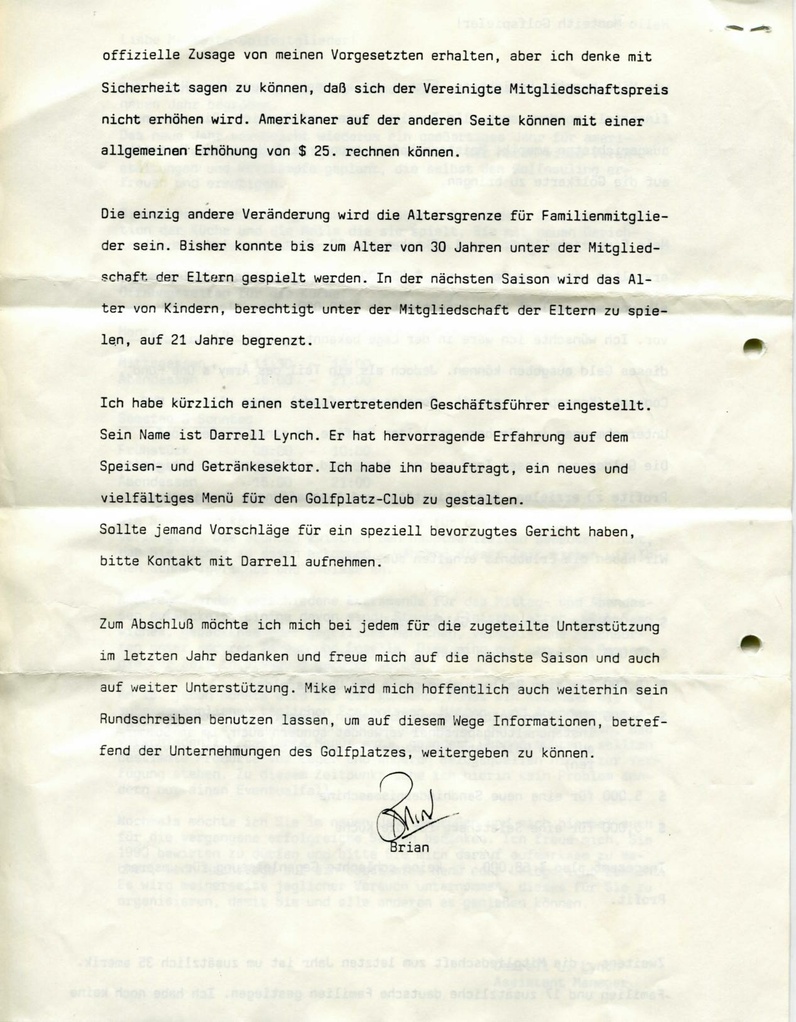 offizielle Zusage von meinen Vorgesetzten erhalten, aber ich denke mit
Sicherheit sagen zu können, daß sich der Vereinigte Mitgliedschaftspreis
nicht erhöhen wird. Amerikaner auf der anderen Seite können mit einer
allgemeinen Erhöhung von $ 25. rechnen können.
Die einzig andere Veränderung wird die Altersgrenze für Familienmitglie-
der sein. Bisher konnte bis zum Alter von 30 Jahren unter der Mitglied-
schaft der Eltern gespielt werden. In der nächsten Saison wird das Al-
ter von Kindern, berechtigt unter der Mitgliedschaft der Eltern zu spie-
len, auf 21 Jahre begrenzt.
Ich habe kürzlich einen stellvertretenden Geschäftsführer eingestellt.
Sein Name ist Darrell Lynch. Er hat hervorragende Erfahrung auf dem
Speisen- und Getränkesektor. Ich habe ihn beauftragt, ein neues und
vielfältiges Menü für den Golfplatz-Club zu gestalten.
Sollte jemand Vorschläge für ein speziell bevorzugtes Gericht haben,
bitte Kontakt mit Darrell aufnehmen.
Zum Abschluß möchte ich mich bei jedem für die zugeteilte Unterstützung
im letzten Jahr bedanken und freue mich auf die nächste Saison und auch
auf weiter Unterstützung. Mike wird mich hoffentlich auch weiterhin sein
Rundschreiben benutzen lassen, um auf diesem Wege Informationen, betref-
fend der Unternehmungen des Golfplatzes, weitergeben zu können.
Brian
Brian